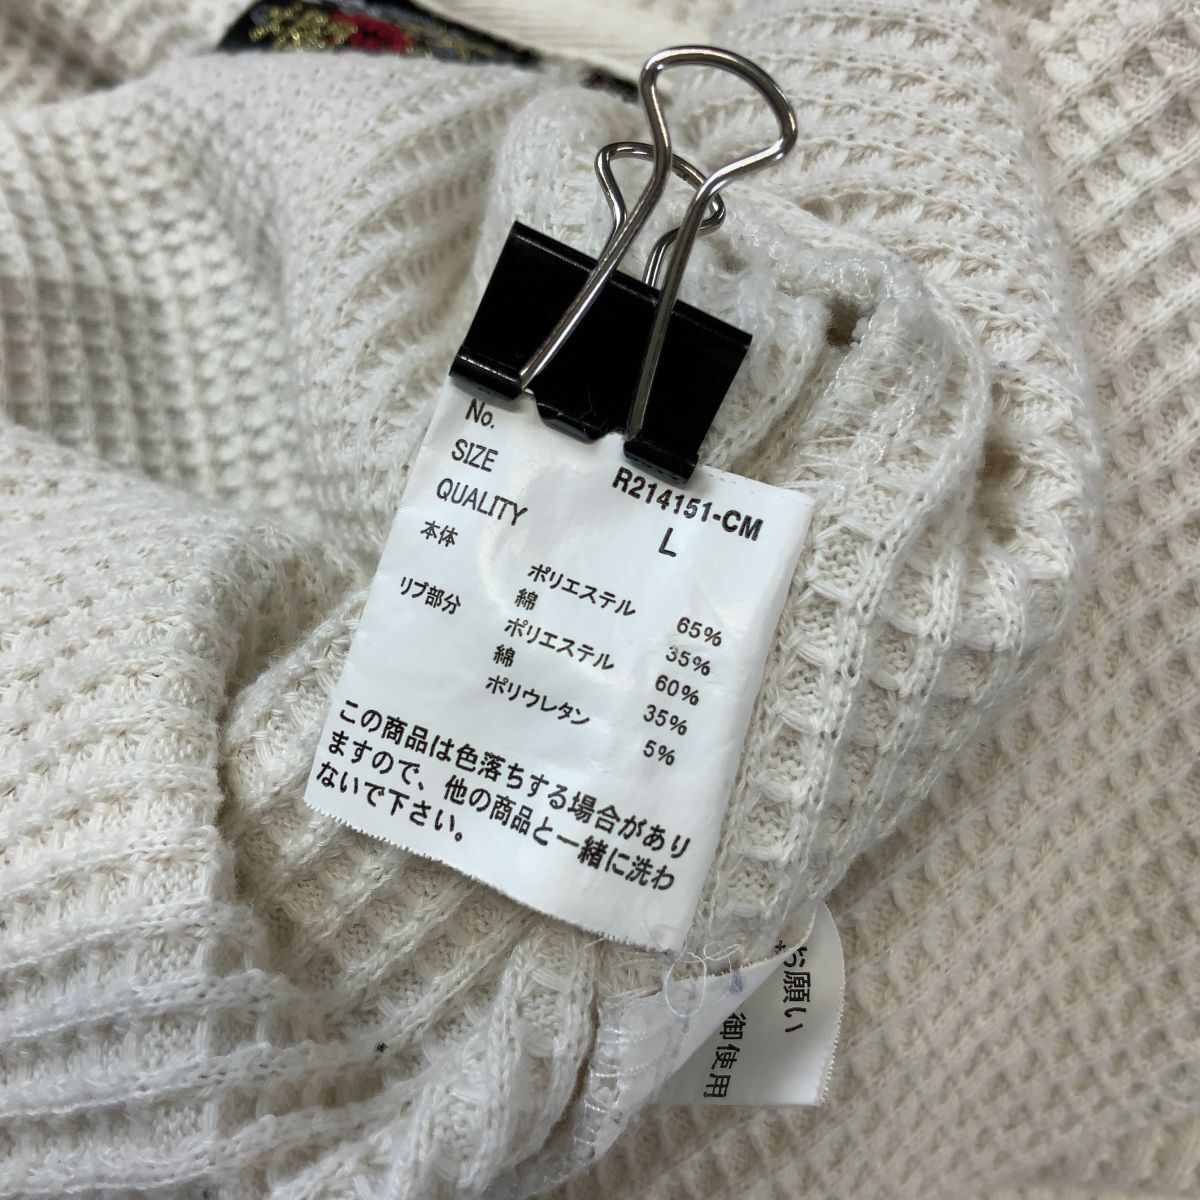 No. R214151-CM
SIZE L
QUALITY
本体 ポリエステル 65%
綿 35%
リブ部分 ポリエステル 60%
綿 35%
ポリウレタン 5%
この商品は色落ちする場合があり
ますので、他の商品と一緒に洗わ
ないで下さい。
お願い
御使用